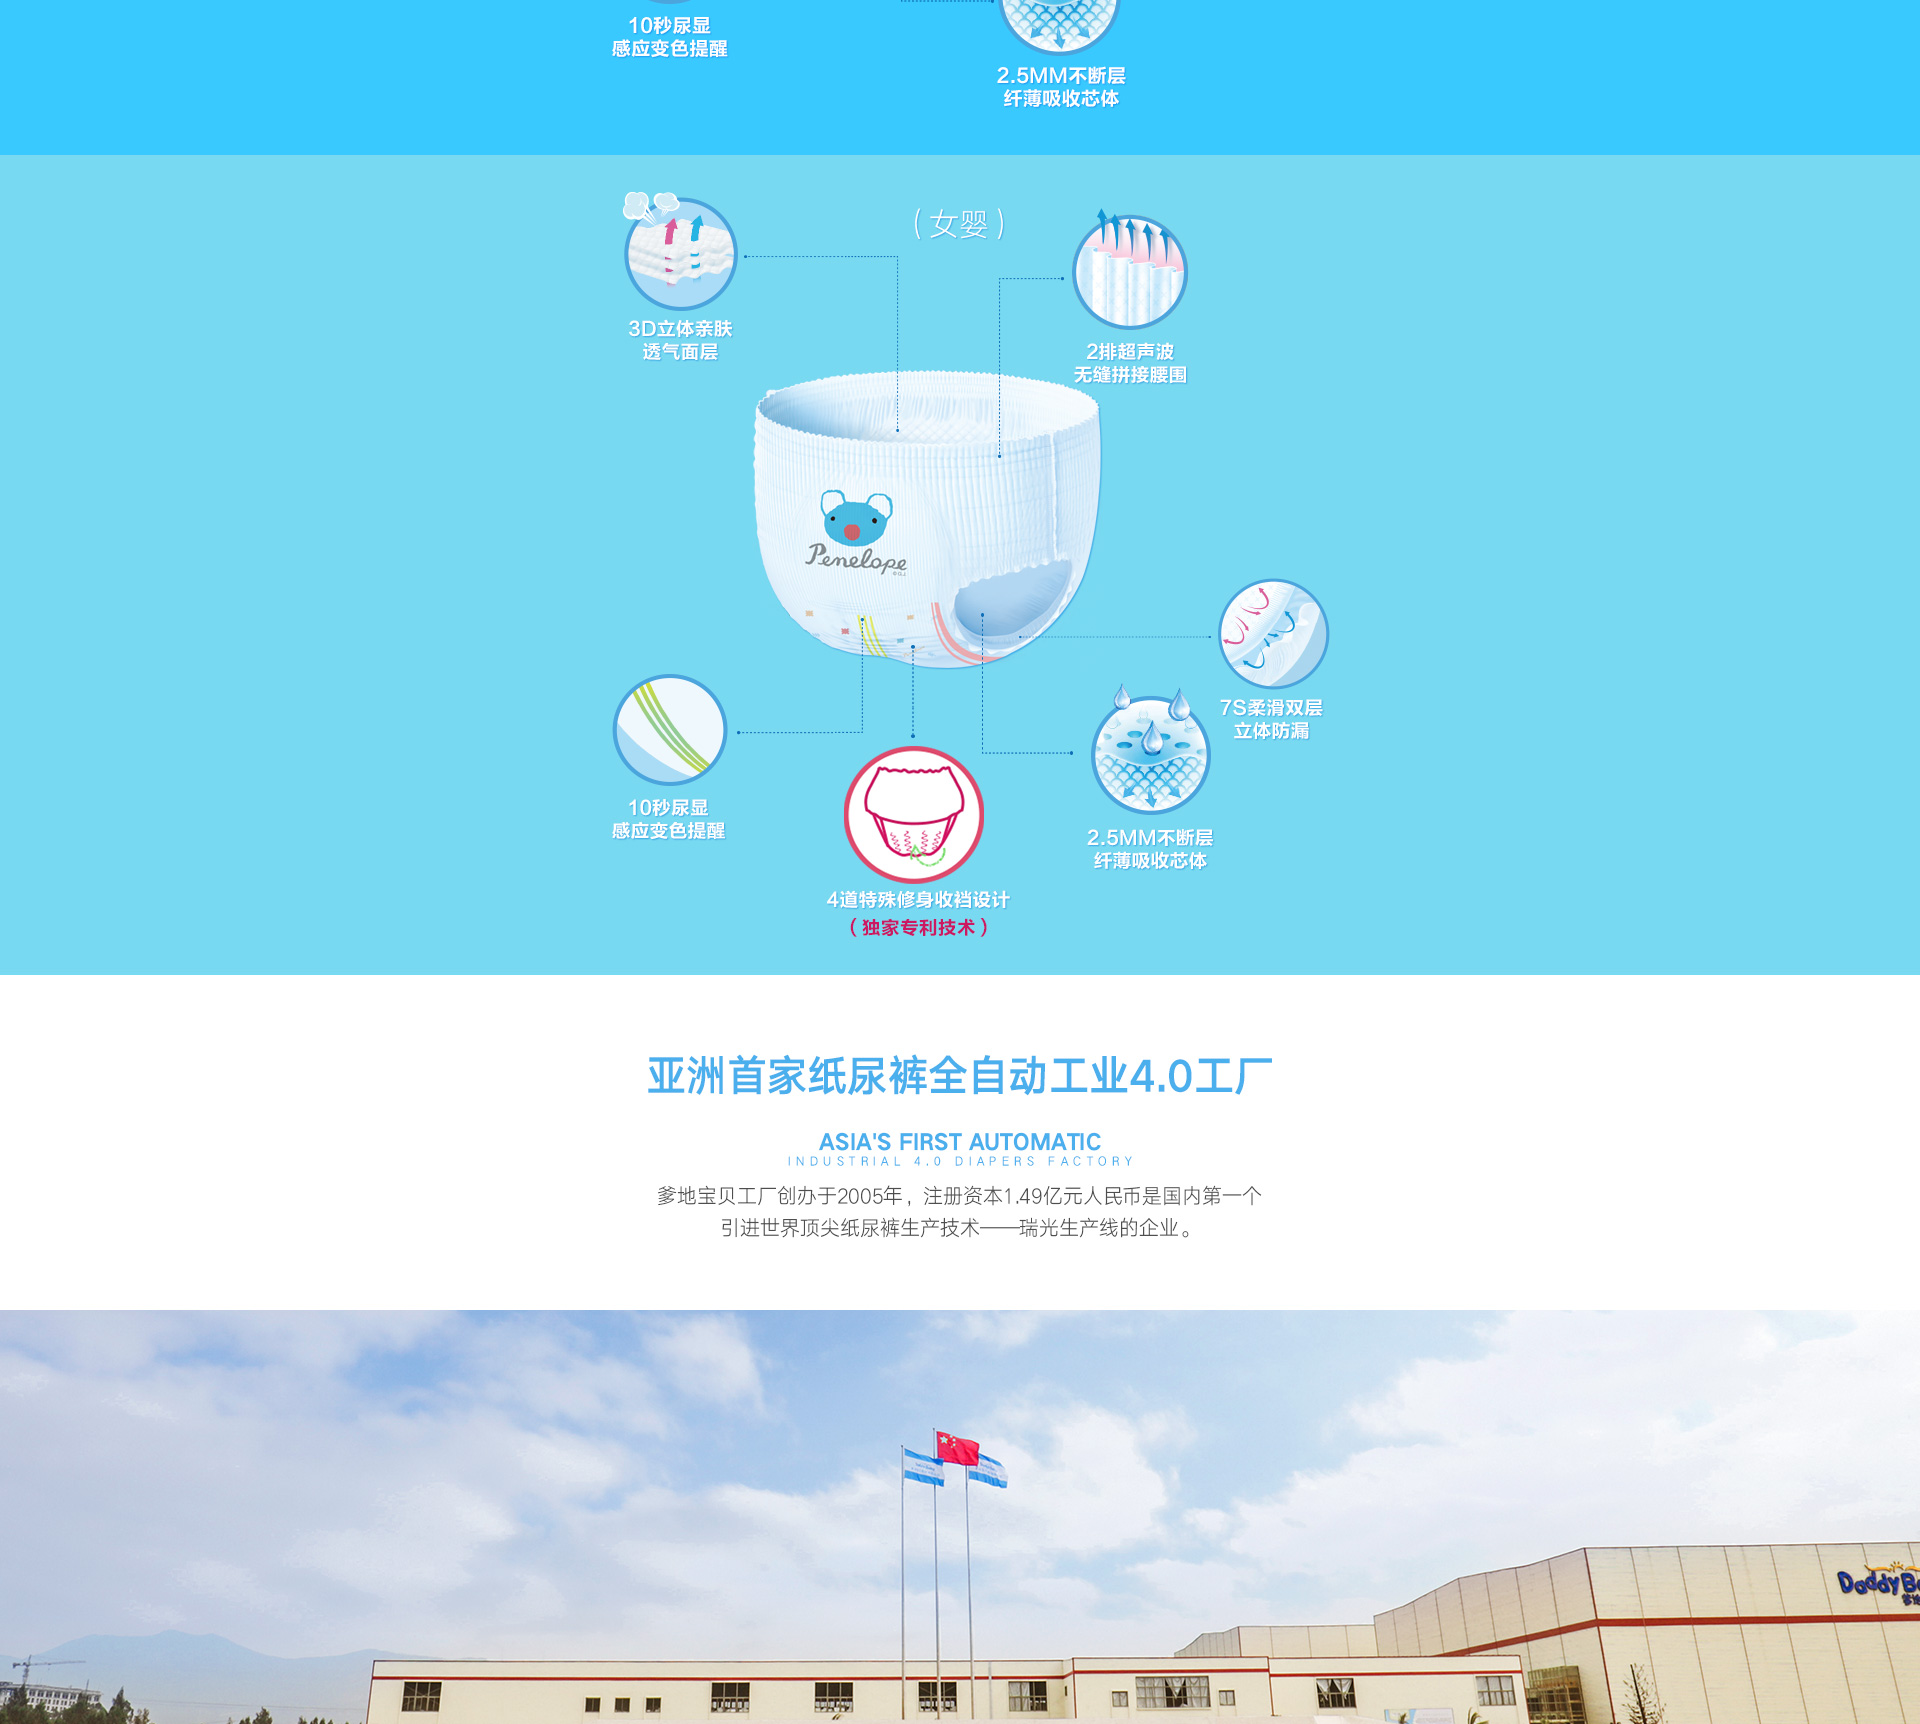 10秒尿显
感应变色提醒
2.5MM不断层
纤薄吸收芯体
（女婴）
3D立体亲肤
透气面层
2排超声波
无缝拼接腰围
Penelope
7S柔滑双层
立体防漏
10秒尿显
感应变色提醒
2.5MM不断层
纤薄吸收芯体
4道特殊修身收裆设计
（独家专利技术）
亚洲首家纸尿裤全自动工业4.0工厂
ASIA'S FIRST AUTOMATIC
INDUSTRIAL 4.0 DIAPERS FACTORY
爹地宝贝工厂创办于2005年，注册资本1.49亿元人民币是国内第一个
引进世界顶尖纸尿裤生产技术——瑞光生产线的企业。
Daddy